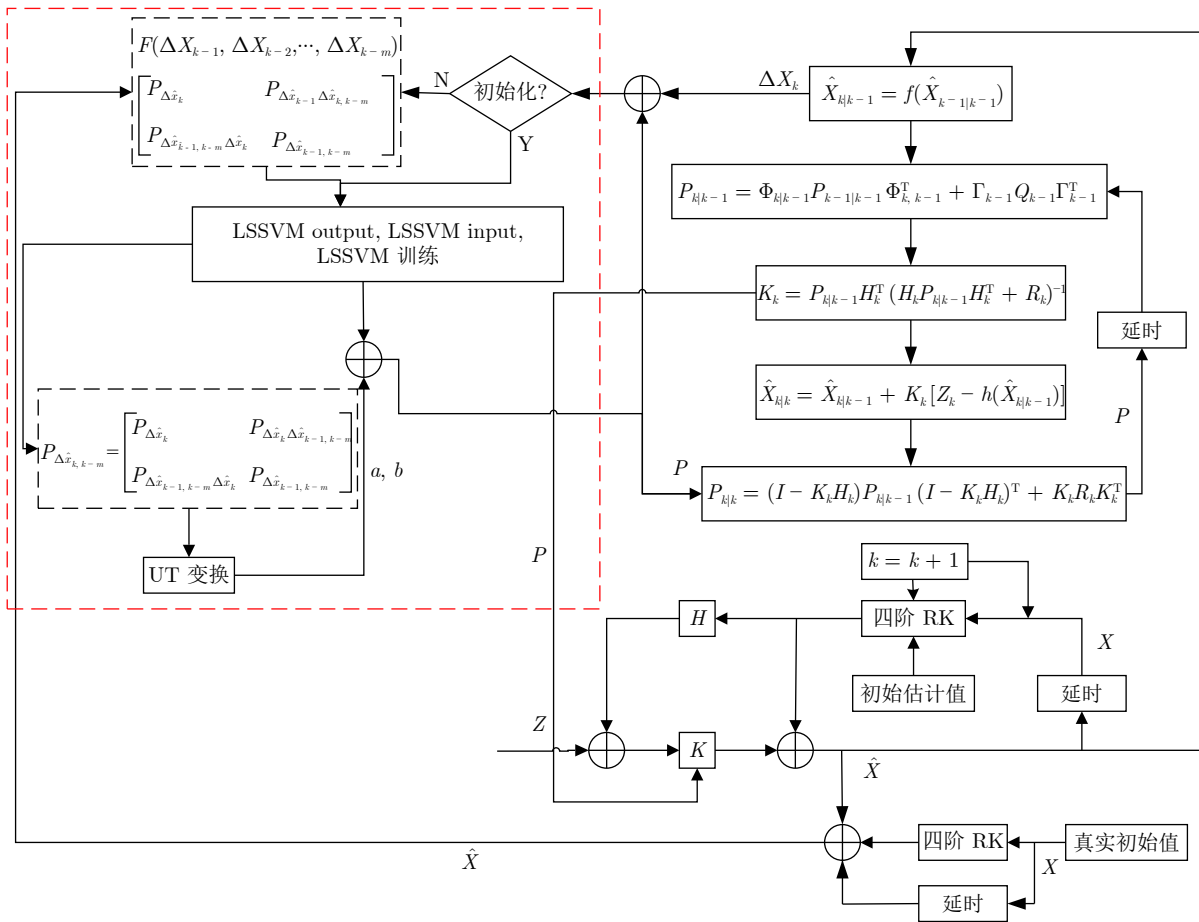 F(ΔX_{k−1}, ΔX_{k−2},⋯, ΔX_{k−m})
P_{Δx̂_k} P_{Δx̂_{k−1}Δx̂_{k,k−m}}
P_{Δx̂_{k−1,k−m}Δx̂_k} P_{Δx̂_{k−1,k−m}}
N
初始化?
Y
LSSVM output, LSSVM input,
LSSVM 训练
P_{Δx̂_{k,k−m}} =
P_{Δx̂_k} P_{Δx̂_kΔx̂_{k−1,k−m}}
P_{Δx̂_{k−1,k−m}Δx̂_k} P_{Δx̂_{k−1,k−m}}
a, b
UT 变换
ΔX_k
X̂_{k|k−1} = f(X̂_{k−1|k−1})
P_{k|k−1} = Φ_{k|k−1}P_{k−1|k−1}Φ^T_{k,k−1} + Γ_{k−1}Q_{k−1}Γ^T_{k−1}
K_k = P_{k|k−1}H_k^T(H_kP_{k|k−1}H_k^T + R_k)^{−1}
延时
X̂_{k|k} = X̂_{k|k−1} + K_k[Z_k − h(X̂_{k|k−1})]
P
P
P_{k|k} = (I − K_kH_k)P_{k|k−1}(I − K_kH_k)^T + K_kR_kK_k^T
P
k = k + 1
H
四阶 RK
X
初始估计值
延时
Z
K
X̂
X̂
四阶 RK
真实初始值
X
延时